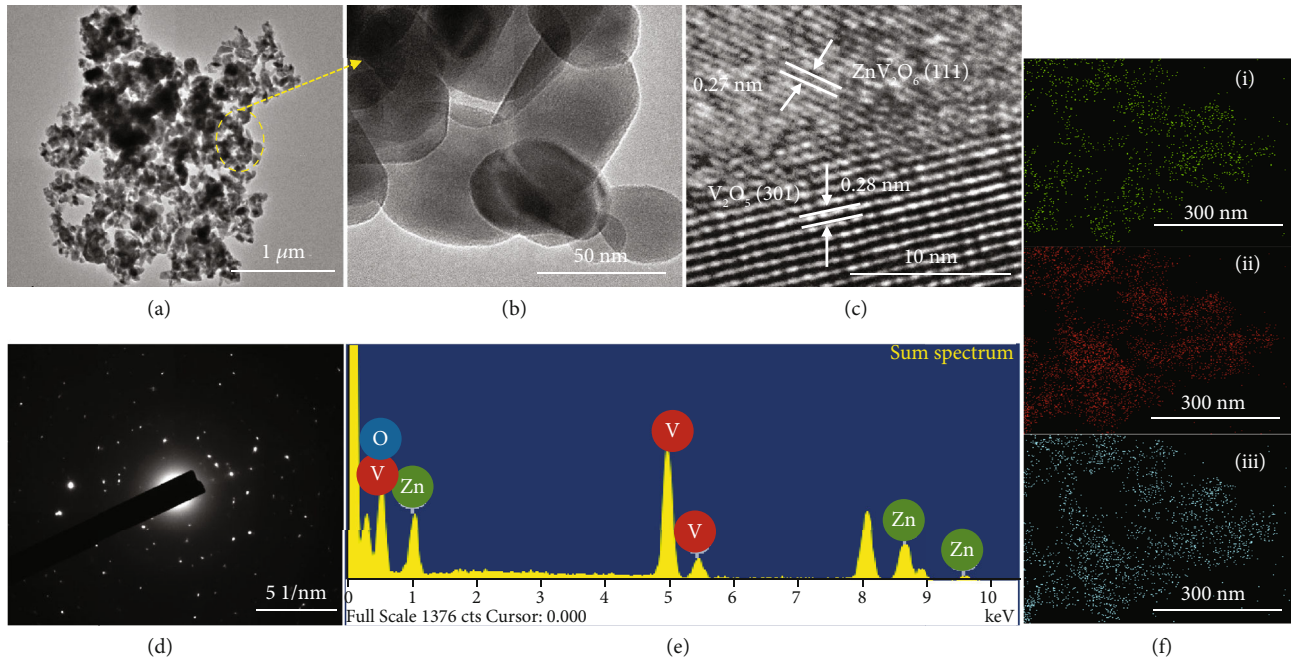 1 μm
(a)
50 nm
(b)
0.27 nm
ZnV₂O₆ (111)
V₂O₅ (301)
0.28 nm
10 nm
(c)
5 1/nm
(d)
Sum spectrum
O
V
Zn
V
V
Zn
Zn
1 2 3 4 5 6 7 8 9 10
Full Scale 1376 cts Cursor: 0.000 keV
(e)
(i)
300 nm
(ii)
300 nm
(iii)
300 nm
(f)